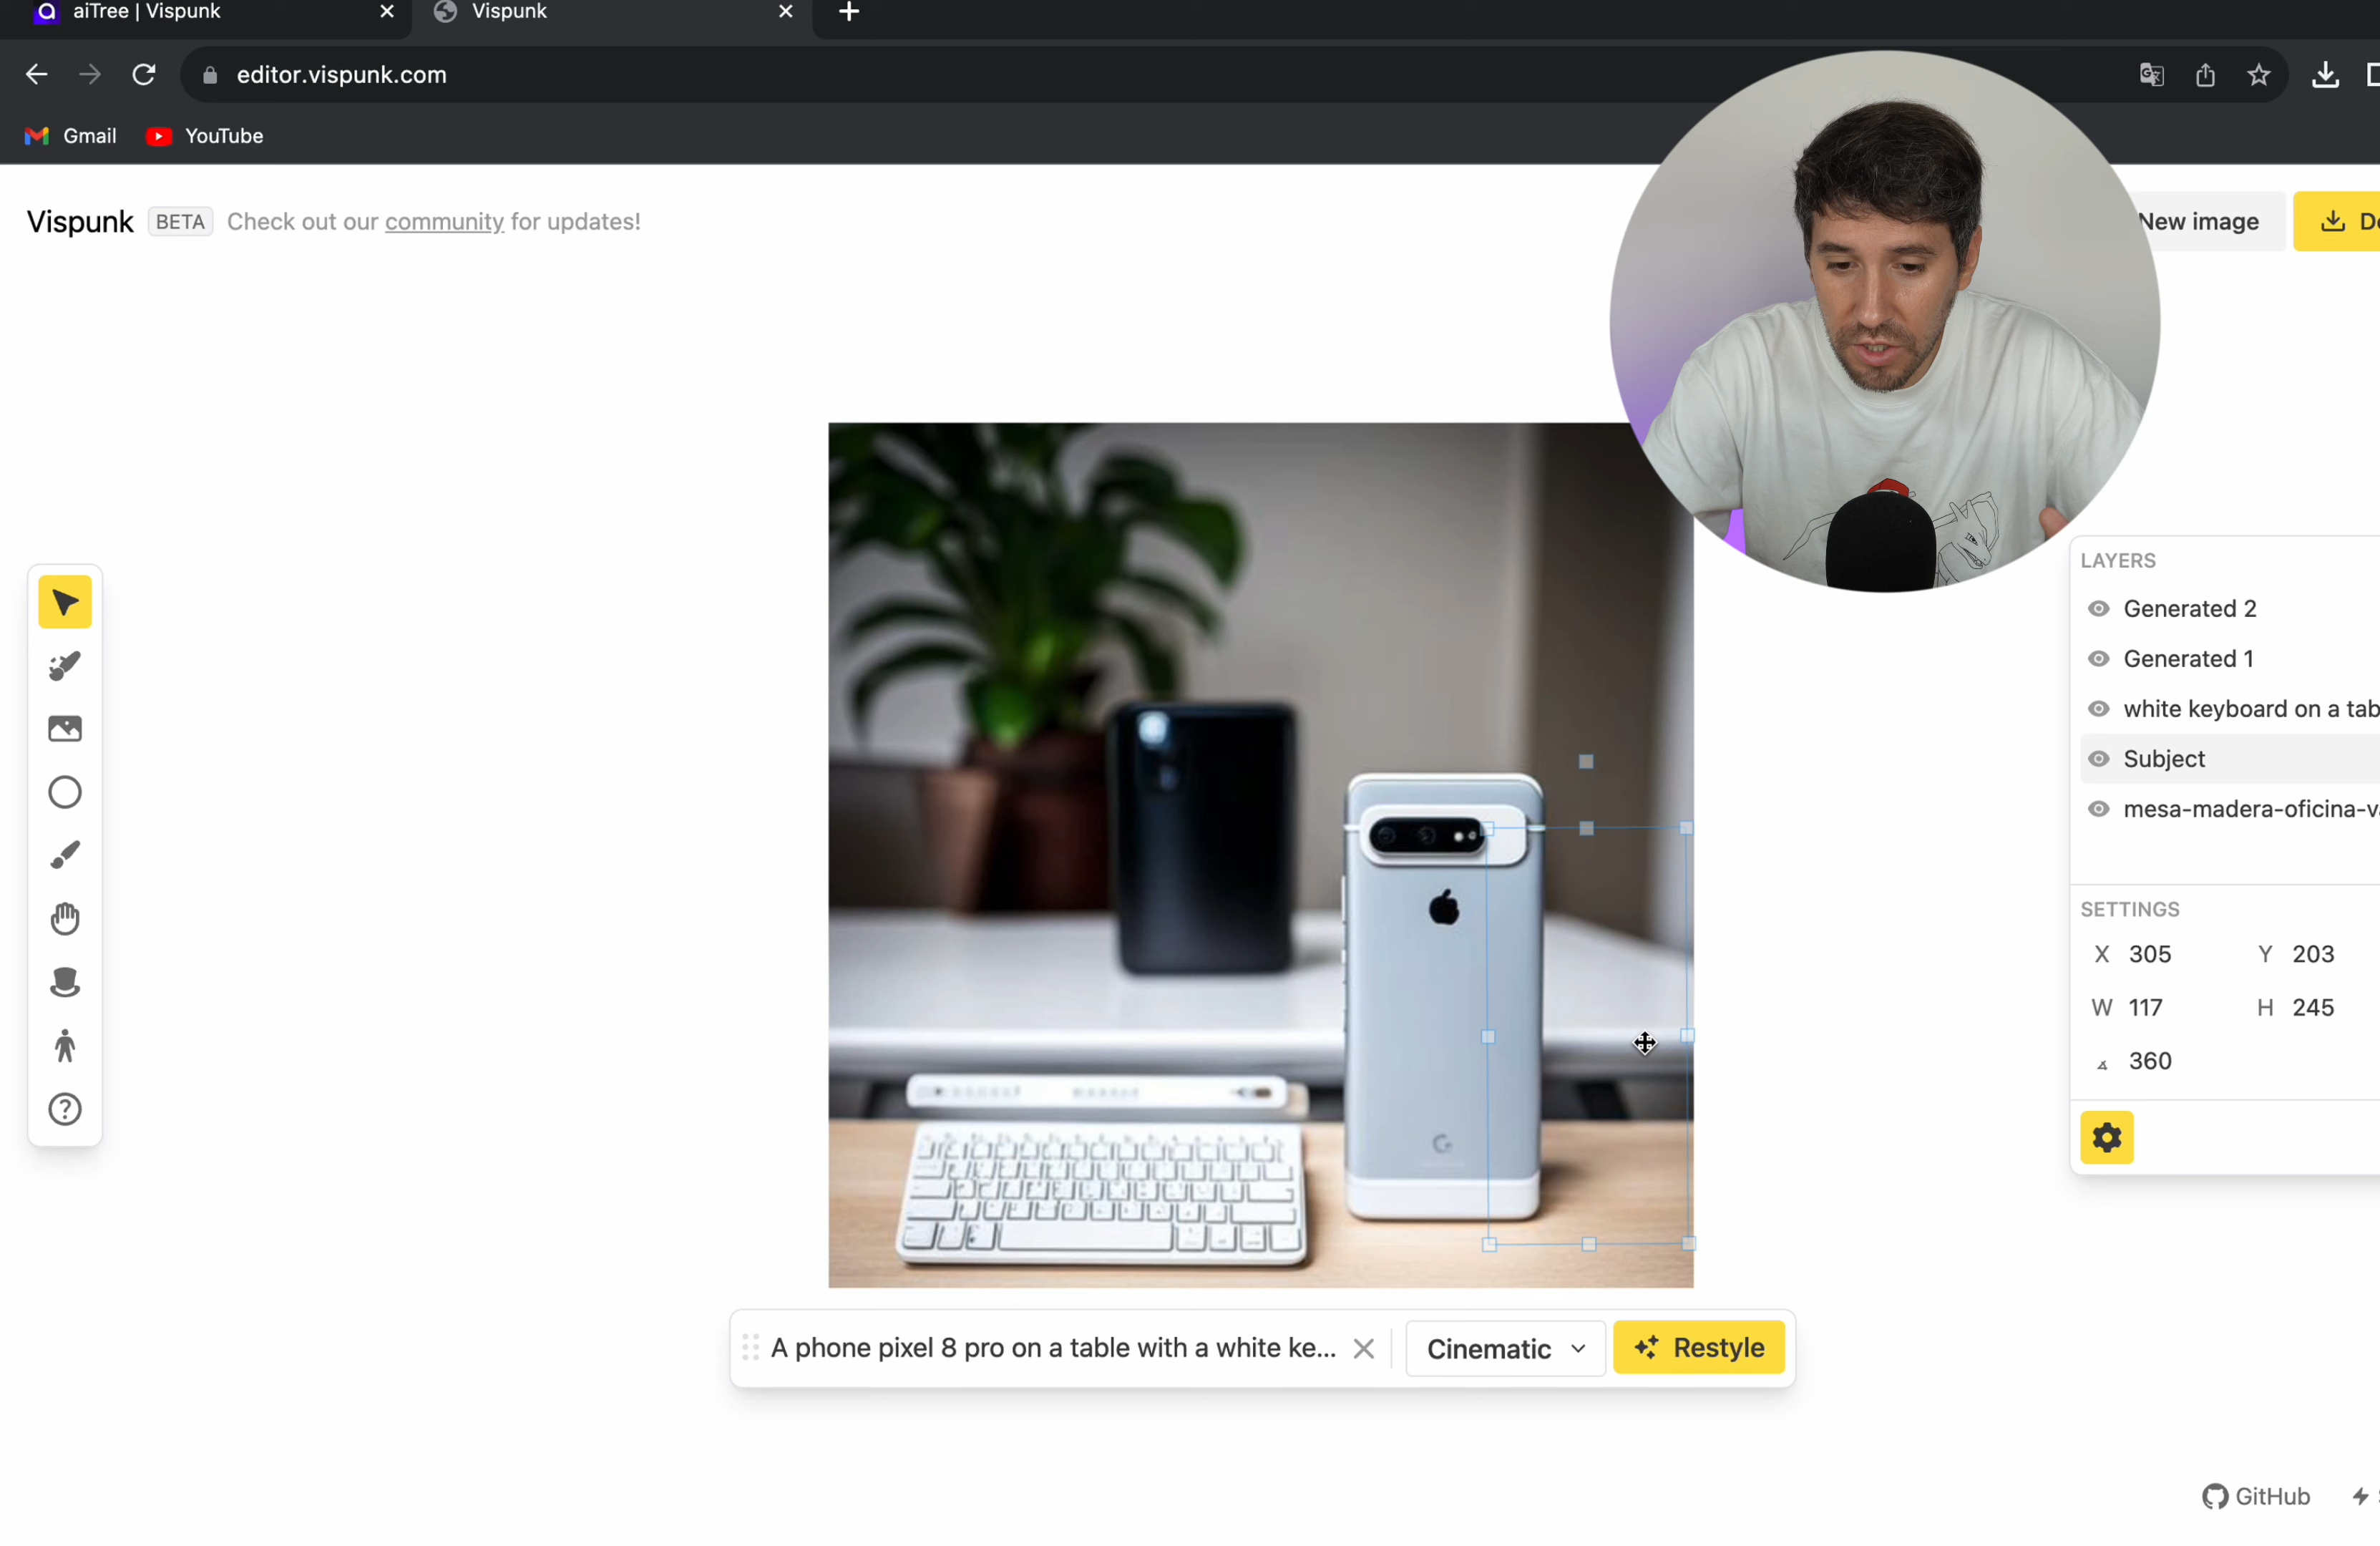 aiTree | Vispunk
Vispunk
editor.vispunk.com
Gmail
YouTube
Vispunk
BETA
Check out our community for updates!
New image
LAYERS
Generated 2
Generated 1
white keyboard on a tab
Subject
mesa-madera-oficina-v
SETTINGS
X 305
Y 203
W 117
H 245
360
A phone pixel 8 pro on a table with a white ke...
Cinematic
Restyle
GitHub